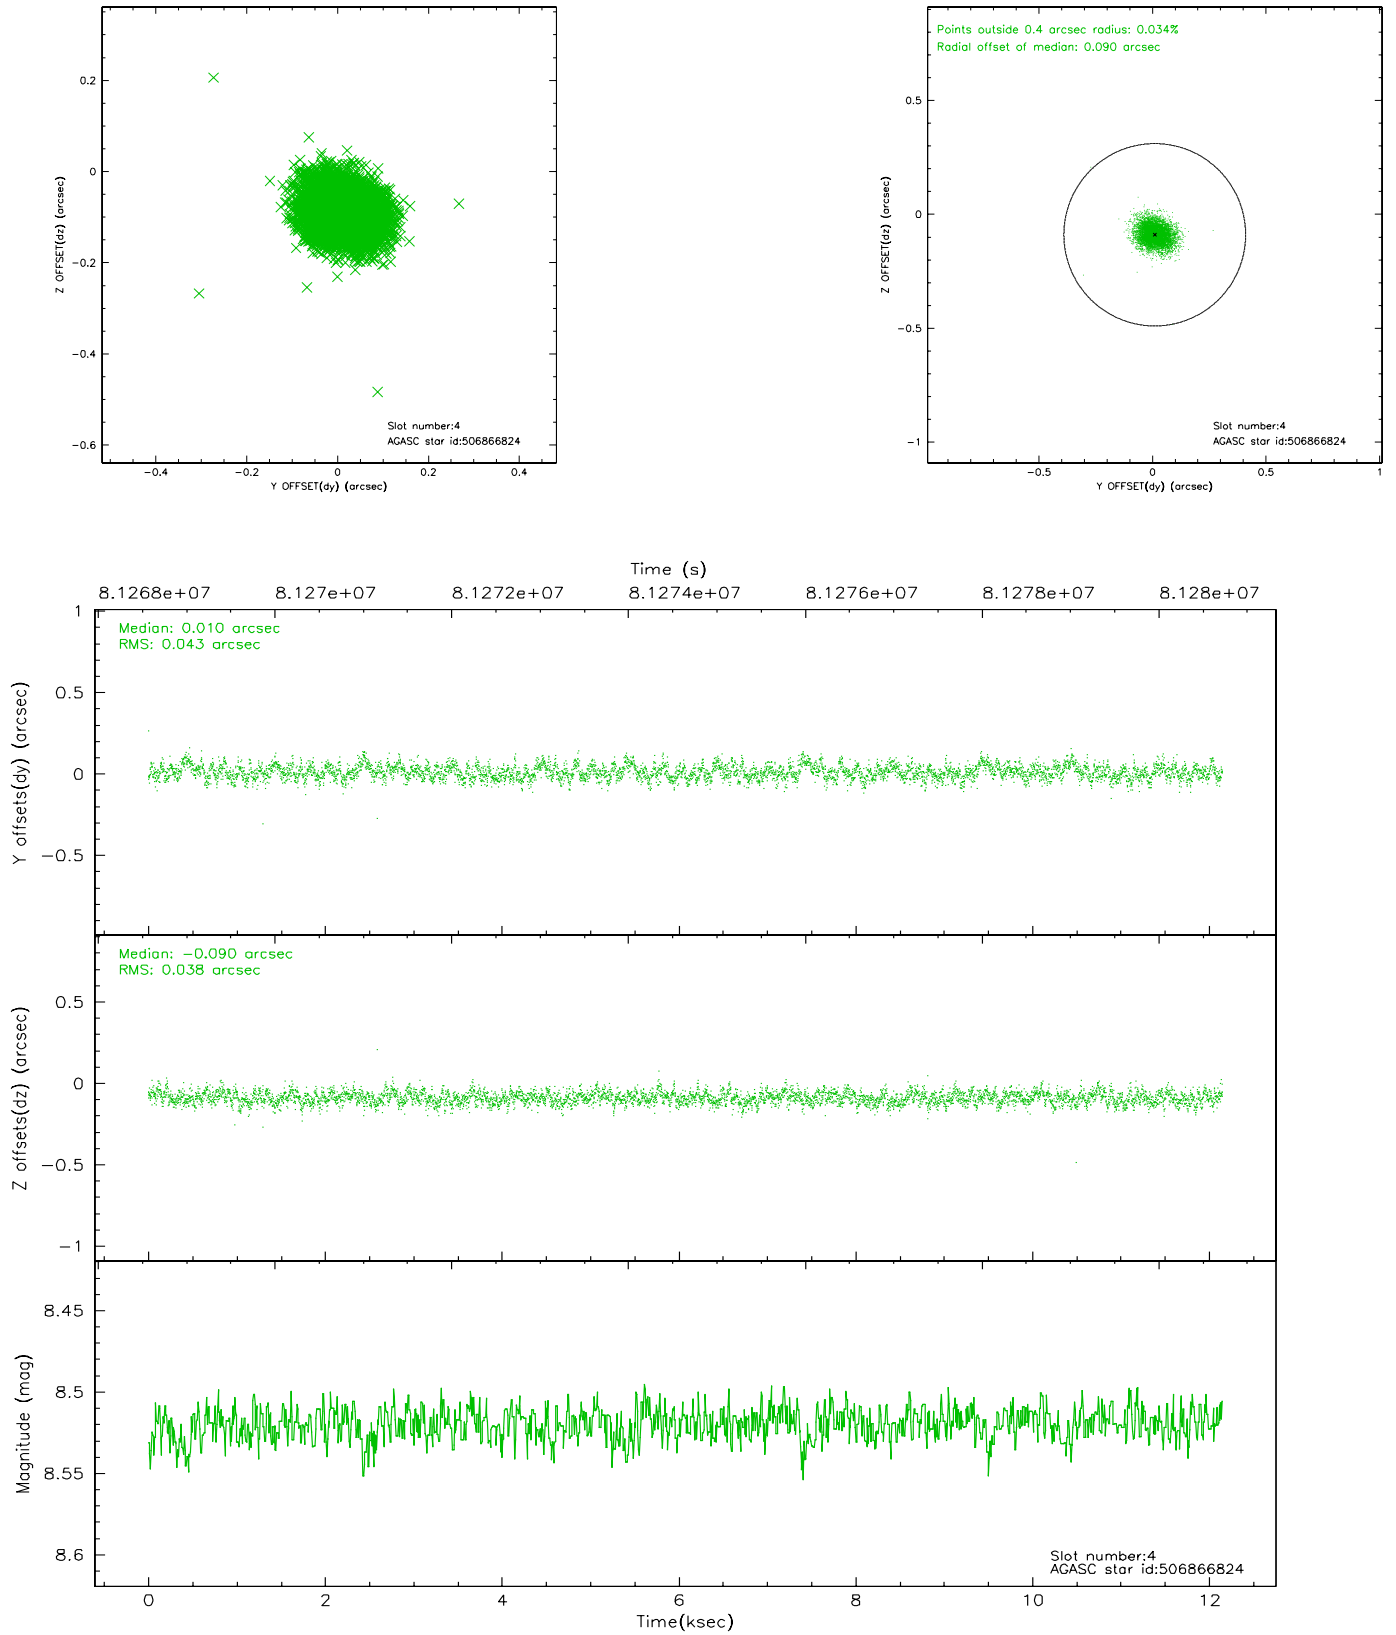 0.2
0
−0.2
−0.4
−0.6
Z OFFSET(dz) (arcsec)
Slot number:4
AGASC star id:506866824
−0.4
−0.2
0
0.2
0.4
Y OFFSET(dy) (arcsec)
Points outside 0.4 arcsec radius: 0.034%
Radial offset of median: 0.090 arcsec
0.5
0
−0.5
−1
Z OFFSET(dz) (arcsec)
Slot number:4
AGASC star id:506866824
−0.5
0
0.5
1
Y OFFSET(dy) (arcsec)
Time (s)
8.1268e+07
8.127e+07
8.1272e+07
8.1274e+07
8.1276e+07
8.1278e+07
8.128e+07
1
0.5
0
−0.5
Y offsets(dy) (arcsec)
Median: 0.010 arcsec
RMS: 0.043 arcsec
0.5
0
−0.5
−1
Z offsets(dz) (arcsec)
Median: −0.090 arcsec
RMS: 0.038 arcsec
8.45
8.5
8.55
8.6
Magnitude (mag)
Slot number:4
AGASC star id:506866824
0
2
4
6
8
10
12
Time(ksec)